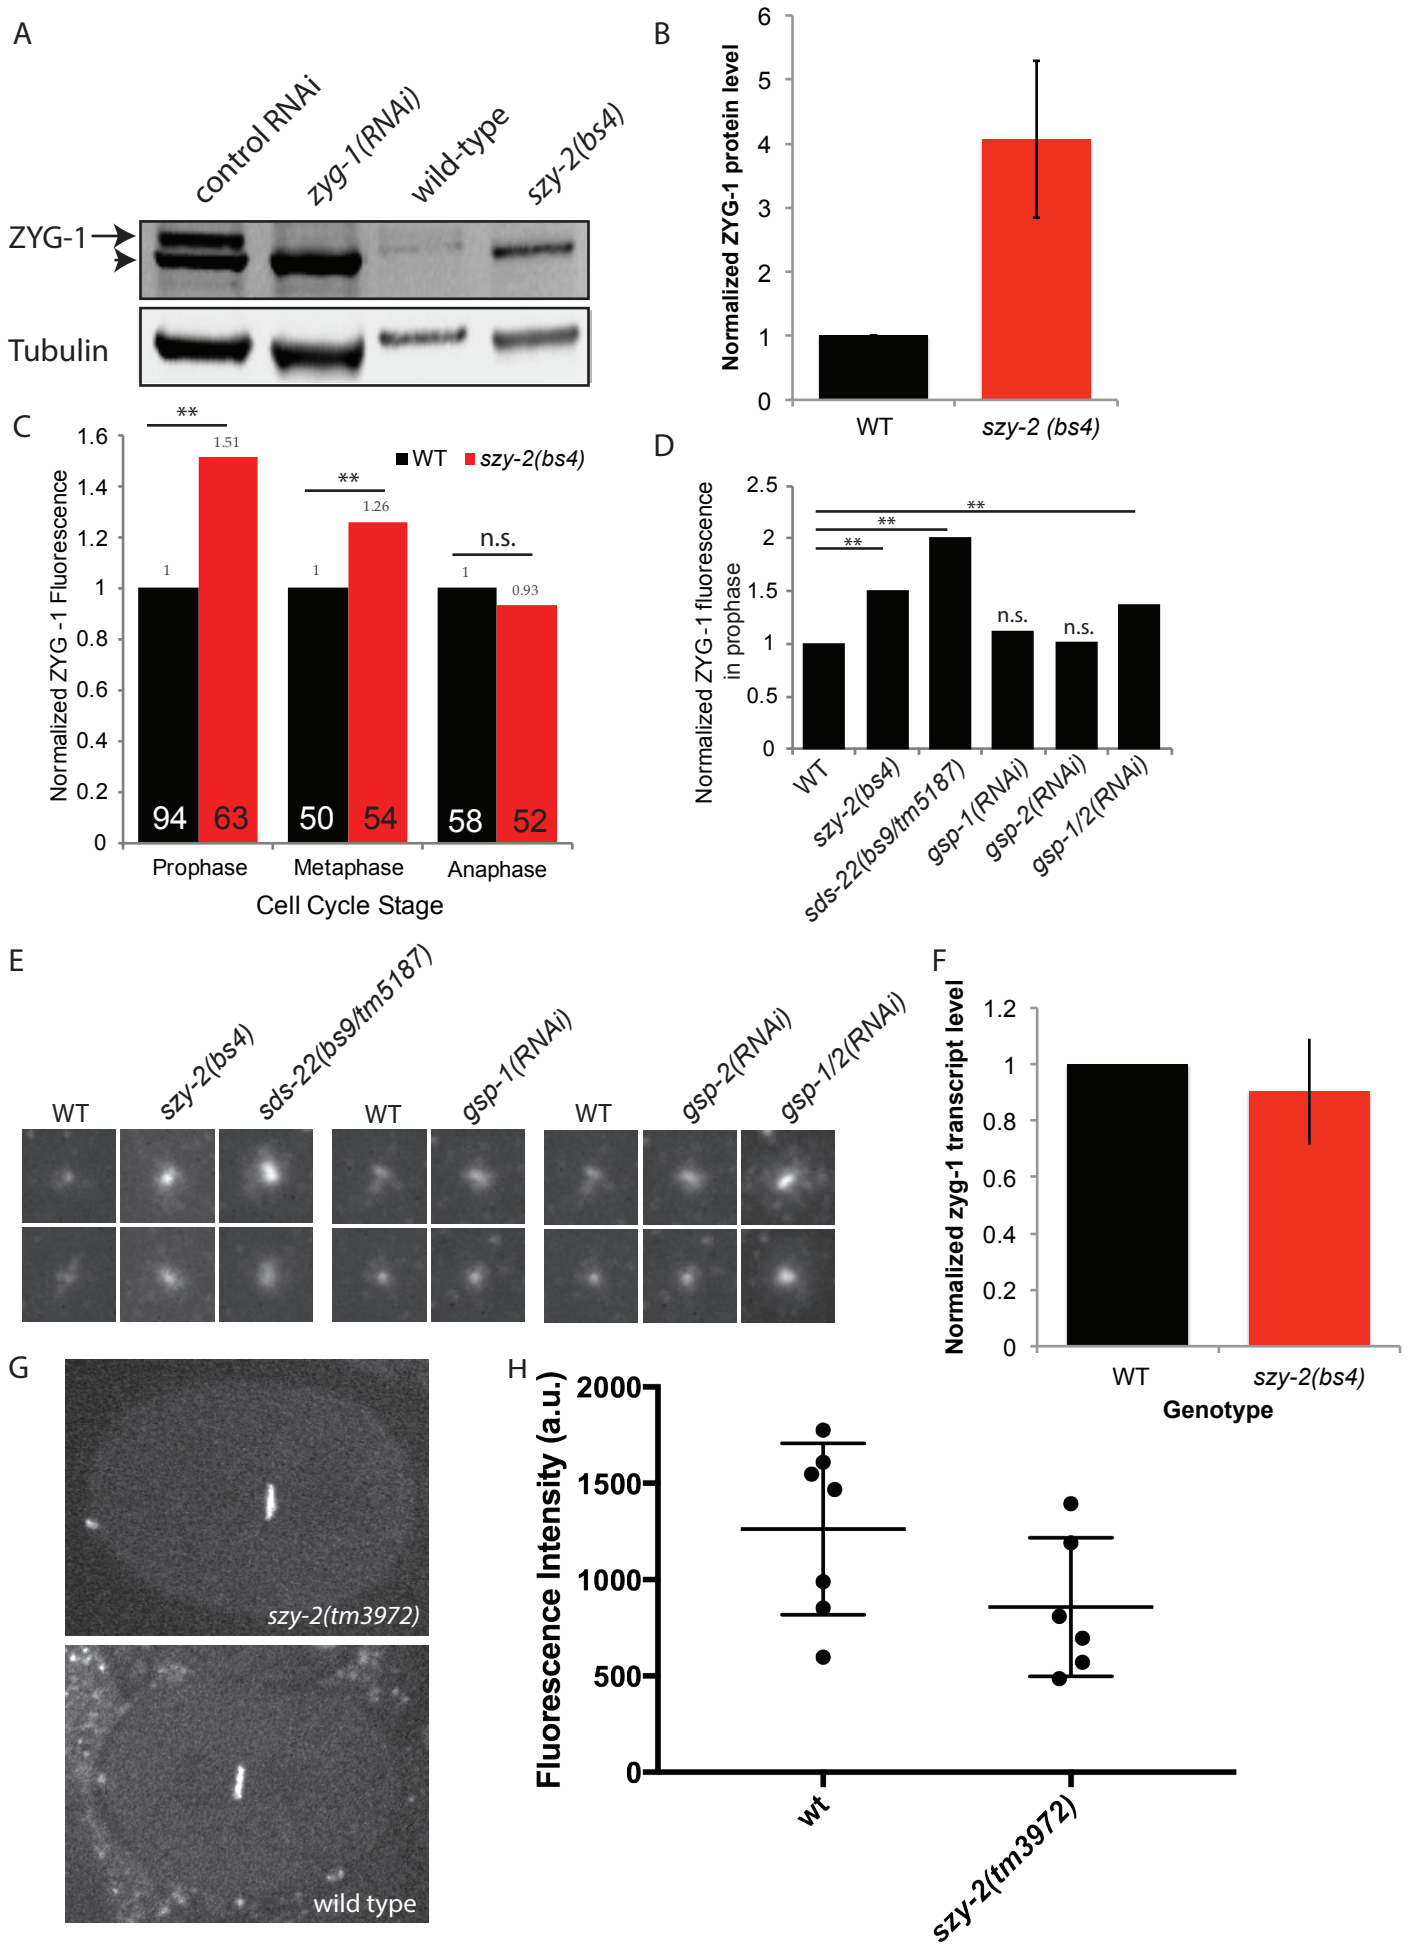 A
control RNAi
zyg-1(RNAi)
wild-type
szy-2(bs4)
ZYG-1
Tubulin
B
Normalized ZYG-1 protein level
6
5
4
3
2
1
0
WT
szy-2 (bs4)
C
Normalized ZYG -1 Fluorescence
1.6
1.4
1.2
1
0.8
0.6
0.4
0.2
0
WT
szy-2(bs4)
**
**
n.s.
1
1.51
1
1.26
1
0.93
94
63
50
54
58
52
Prophase
Metaphase
Anaphase
Cell Cycle Stage
D
Normalized ZYG -1 fluorescence
in prophase
2.5
2
1.5
1
0.5
0
**
**
**
n.s.
n.s.
WT
szy-2(bs4)
sds-22(bs9/tm5187)
gsp-1(RNAi)
gsp-2(RNAi)
gsp-1/2(RNAi)
E
WT
szy-2(bs4)
sds-22(bs9/tm5187)
WT
gsp-1(RNAi)
WT
gsp-2(RNAi)
gsp-1/2(RNAi)
F
Normalized zyg-1 transcript level
1.2
1
0.8
0.6
0.4
0.2
0
WT
szy-2(bs4)
Genotype
G
szy-2(tm3972)
wild type
H
Fluorescence Intensity (a.u.)
2000
1500
1000
500
0
wt
szy-2(tm3972)